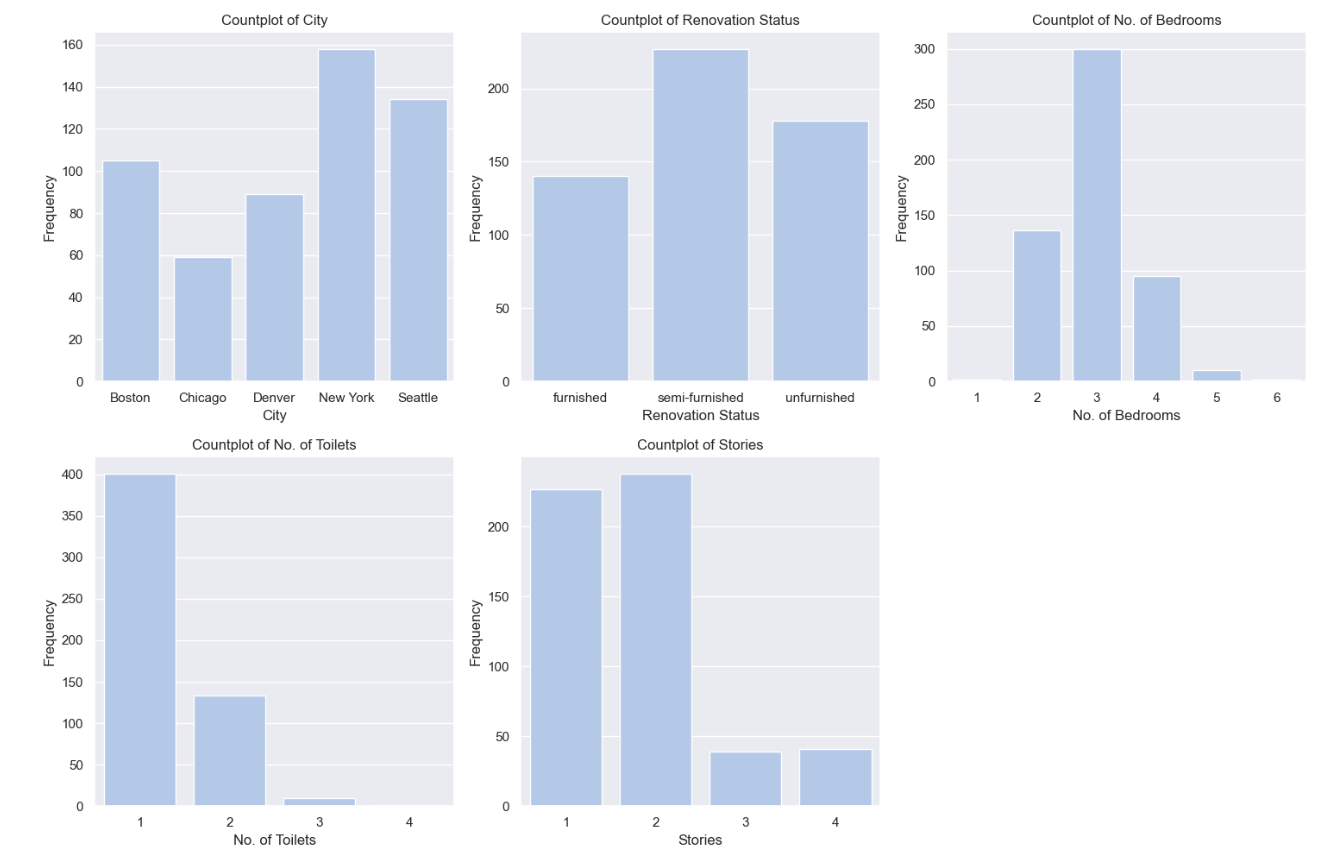 Countplot of City
160
140
120
100
80
60
40
20
0
Frequency
Boston Chicago Denver New York Seattle
City
Countplot of Renovation Status
200
150
100
50
0
Frequency
furnished semi-furnished unfurnished
Renovation Status
Countplot of No. of Bedrooms
300
250
200
150
100
50
0
Frequency
1 2 3 4 5 6
No. of Bedrooms
Countplot of No. of Toilets
400
350
300
250
200
150
100
50
0
Frequency
1 2 3 4
No. of Toilets
Countplot of Stories
200
150
100
50
0
Frequency
1 2 3 4
Stories